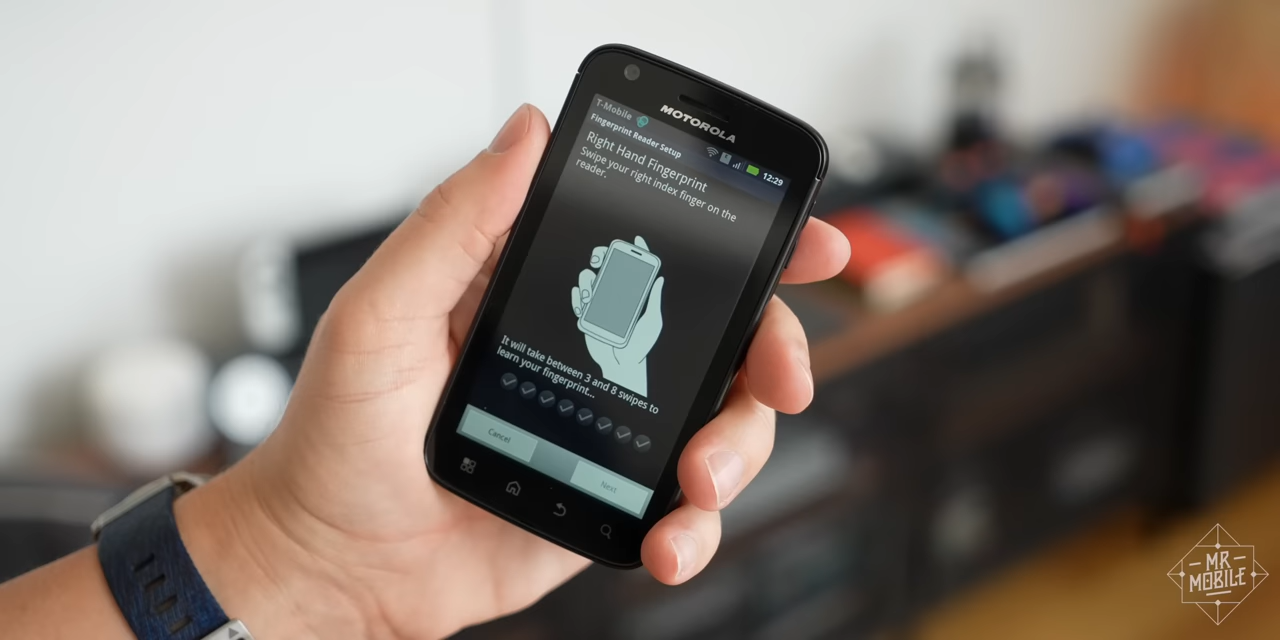 MOTOROLA
T-Mobile
12:29
Fingerprint Reader Setup
Right Hand Fingerprint
Swipe your right index finger on the
reader.
It will take between 3 and 8 swipes to
learn your fingerprint...
Cancel
Next
MR
MOBILE